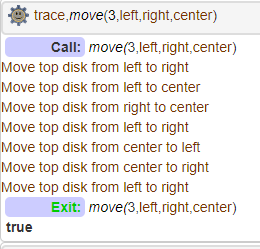 trace,move(3,left,right,center)
Call: move(3,left,right,center)
Move top disk from left to right
Move top disk from left to center
Move top disk from right to center
Move top disk from left to right
Move top disk from center to left
Move top disk from center to right
Move top disk from left to right
Exit: move(3,left,right,center)
true